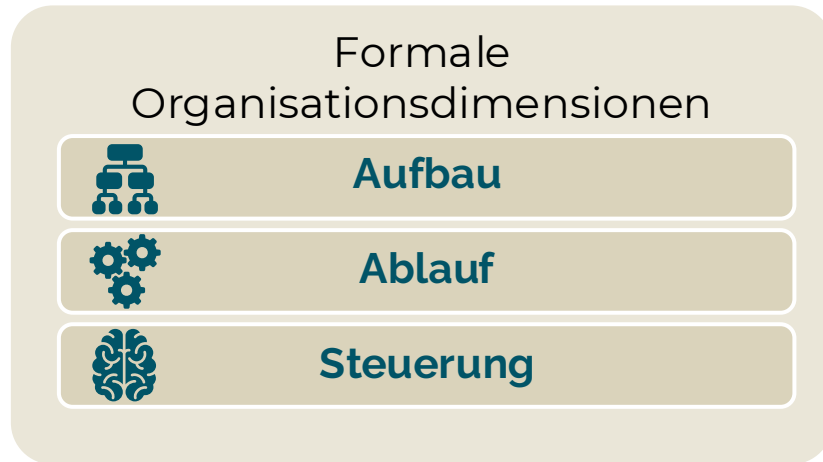 Formale
Organisationsdimensionen
Aufbau
Ablauf
Steuerung